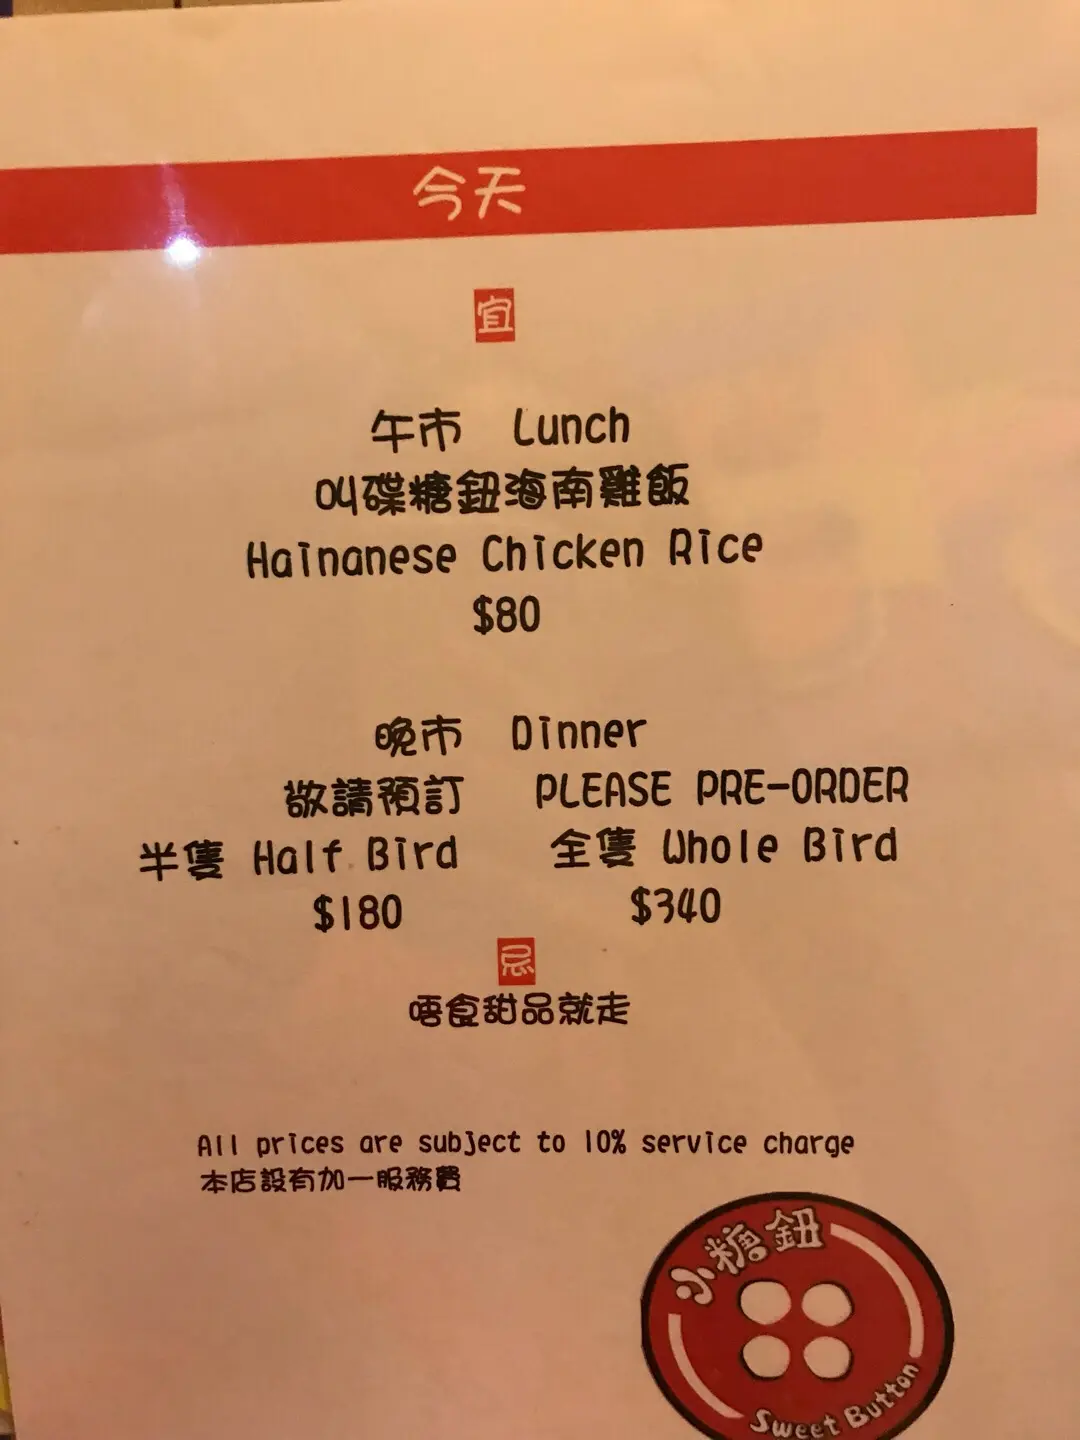 今天
宜
午市 Lunch
叫碟糖鈕海南雞飯
Hainanese Chicken Rice
$80
晚市 Dinner
敬請預訂 PLEASE PRE-ORDER
半隻 Half Bird 全隻 Whole Bird
$180 $340
忌
唔食甜品就走
All prices are subject to 10% service charge
本店設有加一服務費
小糖鈕
Sweet Button